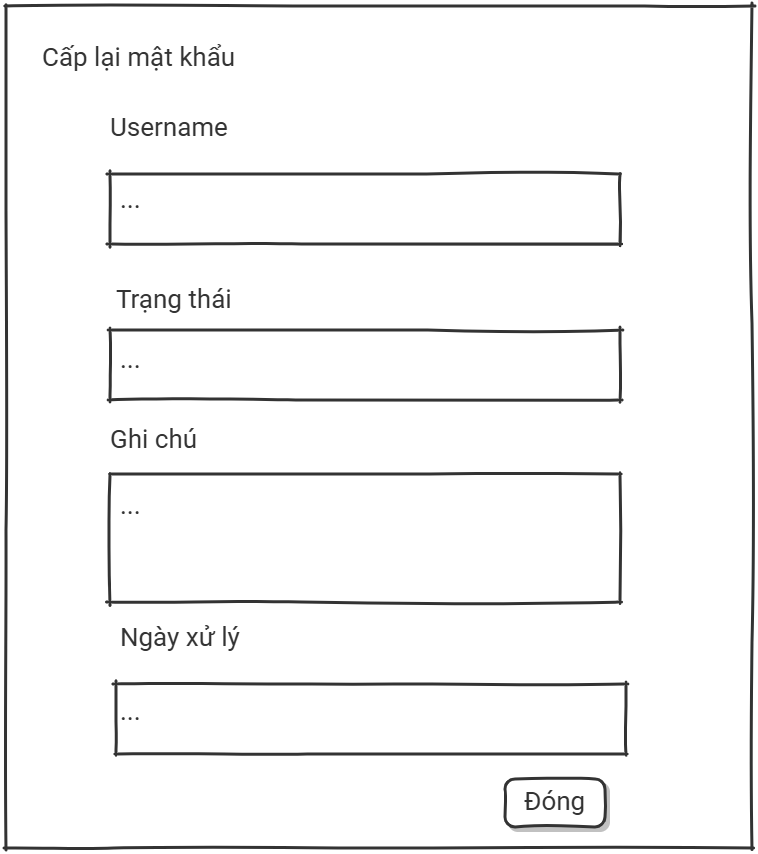 Cấp lại mật khẩu
Username
...
Trạng thái
...
Ghi chú
...
Ngày xử lý
...
Đóng